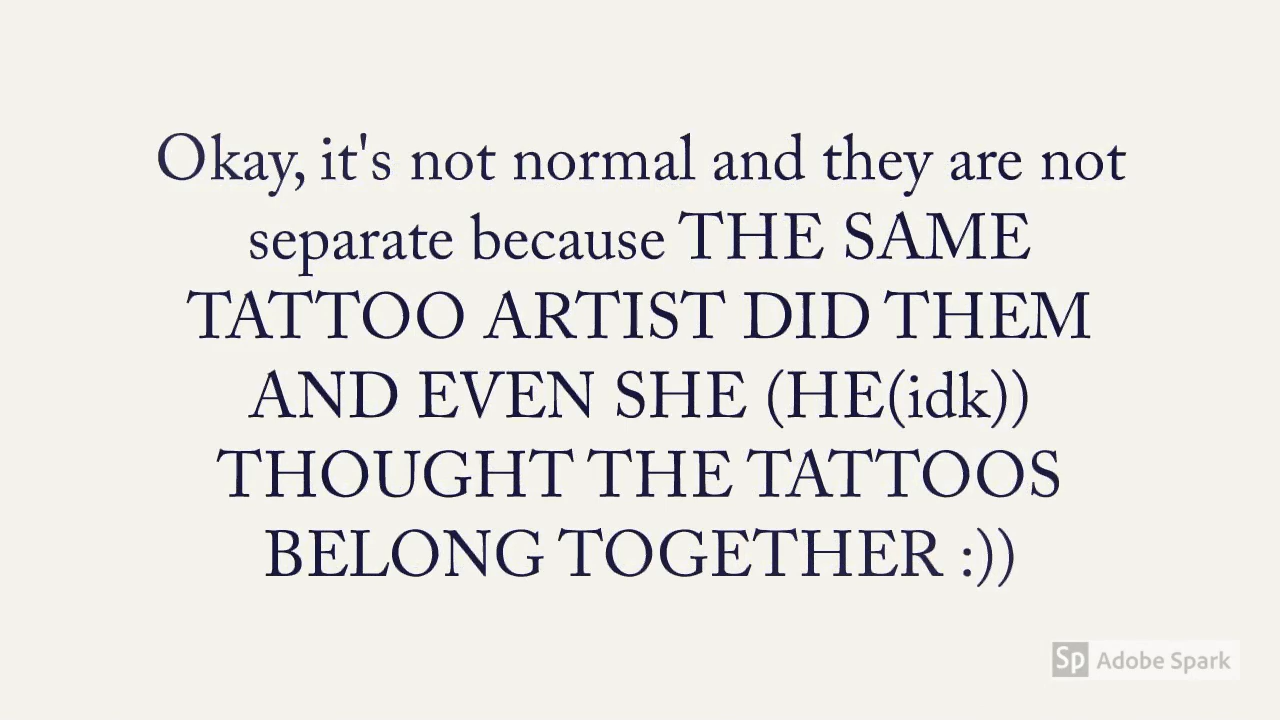 Okay, it's not normal and they are not
separate because THE SAME
TATTOO ARTIST DID THEM
AND EVEN SHE (HE(idk))
THOUGHT THE TATTOOS
BELONG TOGETHER :))
Sp Adobe Spark